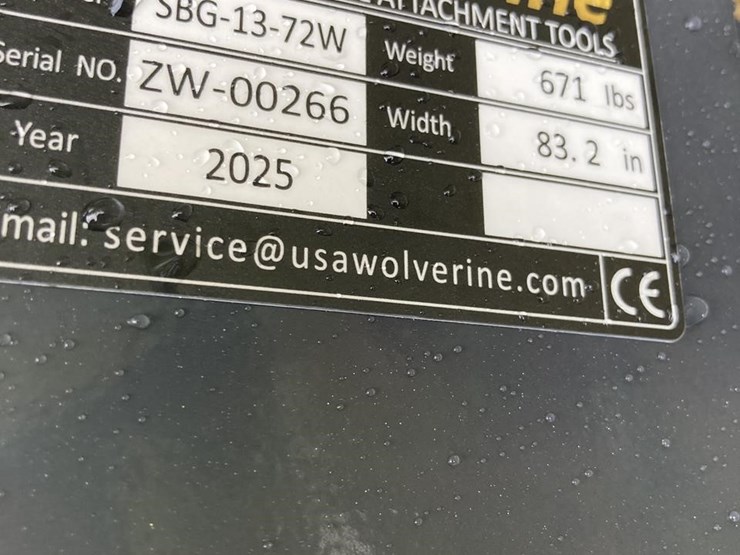 ATTACHMENT TOOLS
SBG-13-72W Weight 671 lbs
Serial NO. ZW-00266 Width 83.2 in
Year 2025
mail: service@usawolverine.com CE